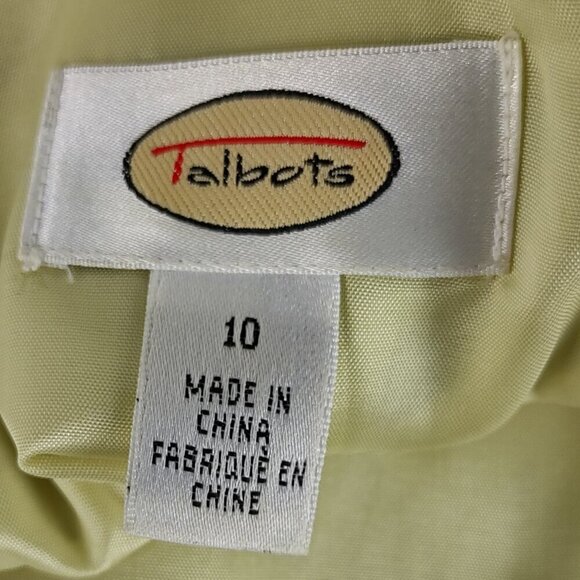 Talbots
10
MADE IN
CHINA
FABRIQUÉ EN
CHINE